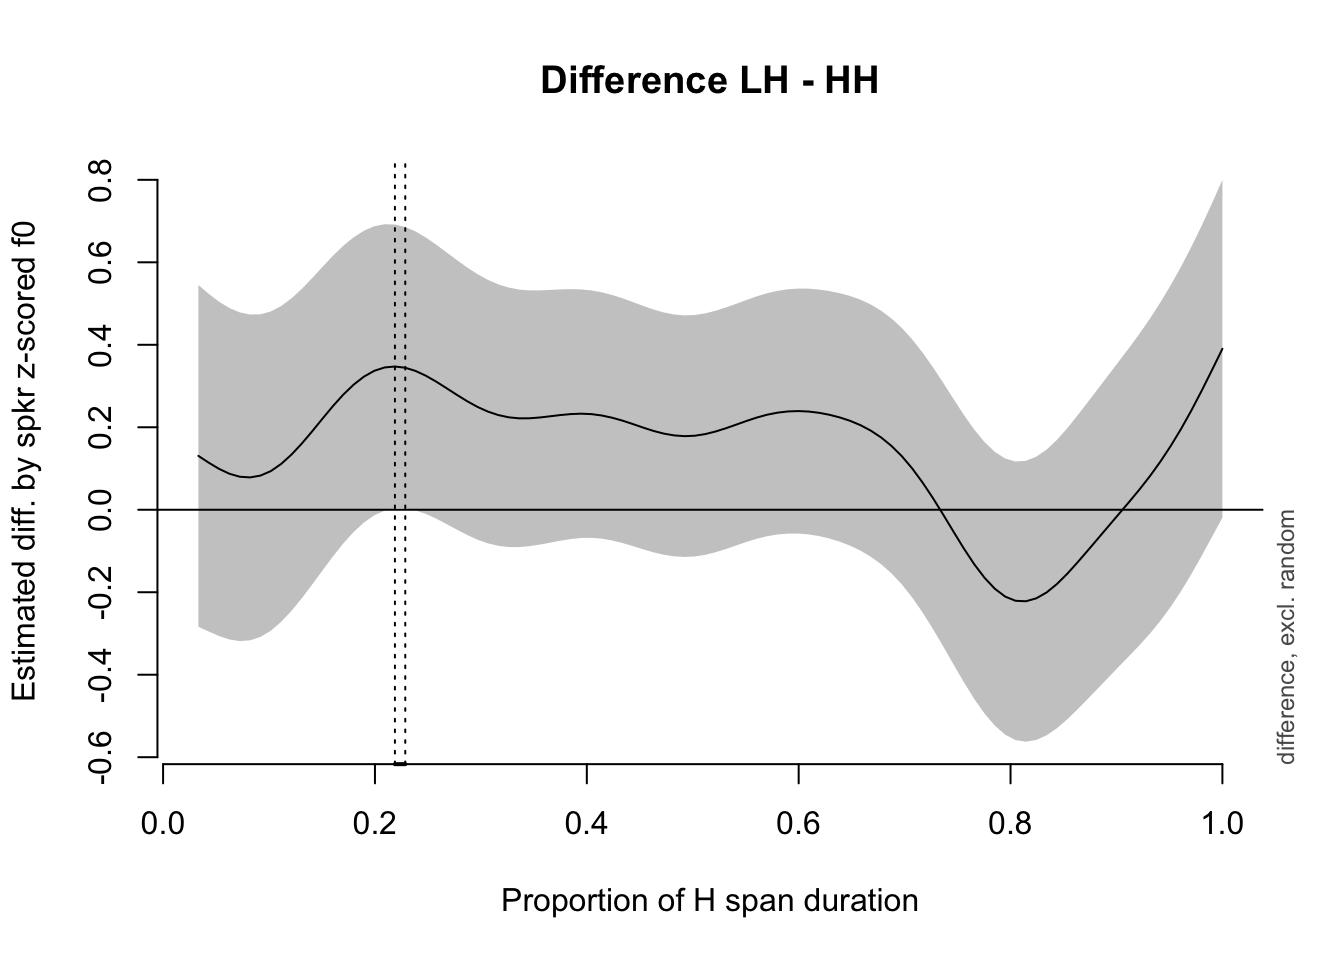 Difference LH - HH
Estimated diff. by spkr z-scored f0
0.8
0.6
0.4
0.2
0.0
-0.2
-0.4
-0.6
0.0 0.2 0.4 0.6 0.8 1.0
Proportion of H span duration
difference, excl. random